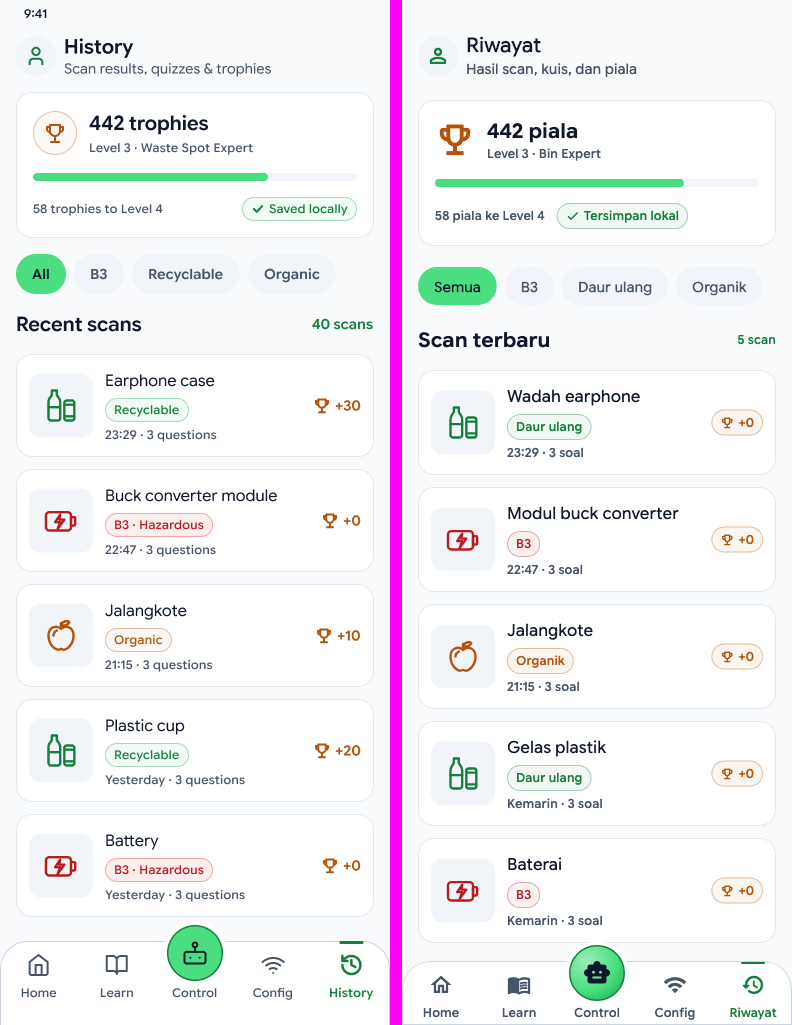 9:41
History
Scan results, quizzes & trophies
442 trophies
Level 3 · Waste Spot Expert
58 trophies to Level 4
Saved locally
All
B3
Recyclable
Organic
Recent scans
40 scans
Earphone case
Recyclable
+30
23:29 · 3 questions
Buck converter module
B3 · Hazardous
+0
22:47 · 3 questions
Jalangkote
Organic
+10
21:15 · 3 questions
Plastic cup
Recyclable
+20
Yesterday · 3 questions
Battery
B3 · Hazardous
+0
Yesterday · 3 questions
Home
Learn
Control
Config
History
Riwayat
Hasil scan, kuis, dan piala
442 piala
Level 3 · Bin Expert
58 piala ke Level 4
Tersimpan lokal
Semua
B3
Daur ulang
Organik
Scan terbaru
5 scan
Wadah earphone
Daur ulang
+0
23:29 · 3 soal
Modul buck converter
B3
+0
22:47 · 3 soal
Jalangkote
Organik
+0
21:15 · 3 soal
Gelas plastik
Daur ulang
+0
Kemarin · 3 soal
Baterai
B3
+0
Kemarin · 3 soal
Home
Learn
Control
Config
Riwayat